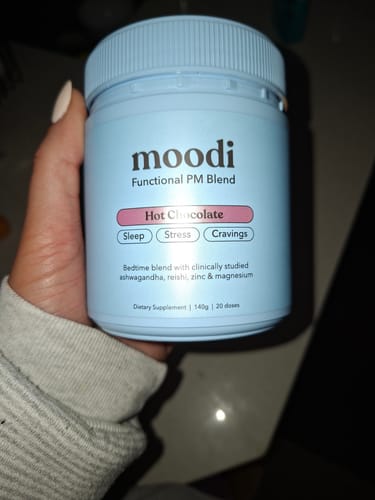 moodi
Functional PM Blend
Hot Chocolate
Sleep Stress Cravings
Bedtime blend with clinically studied
ashwagandha, reishi, zinc & magnesium
Dietary Supplement | 140g | 20 doses